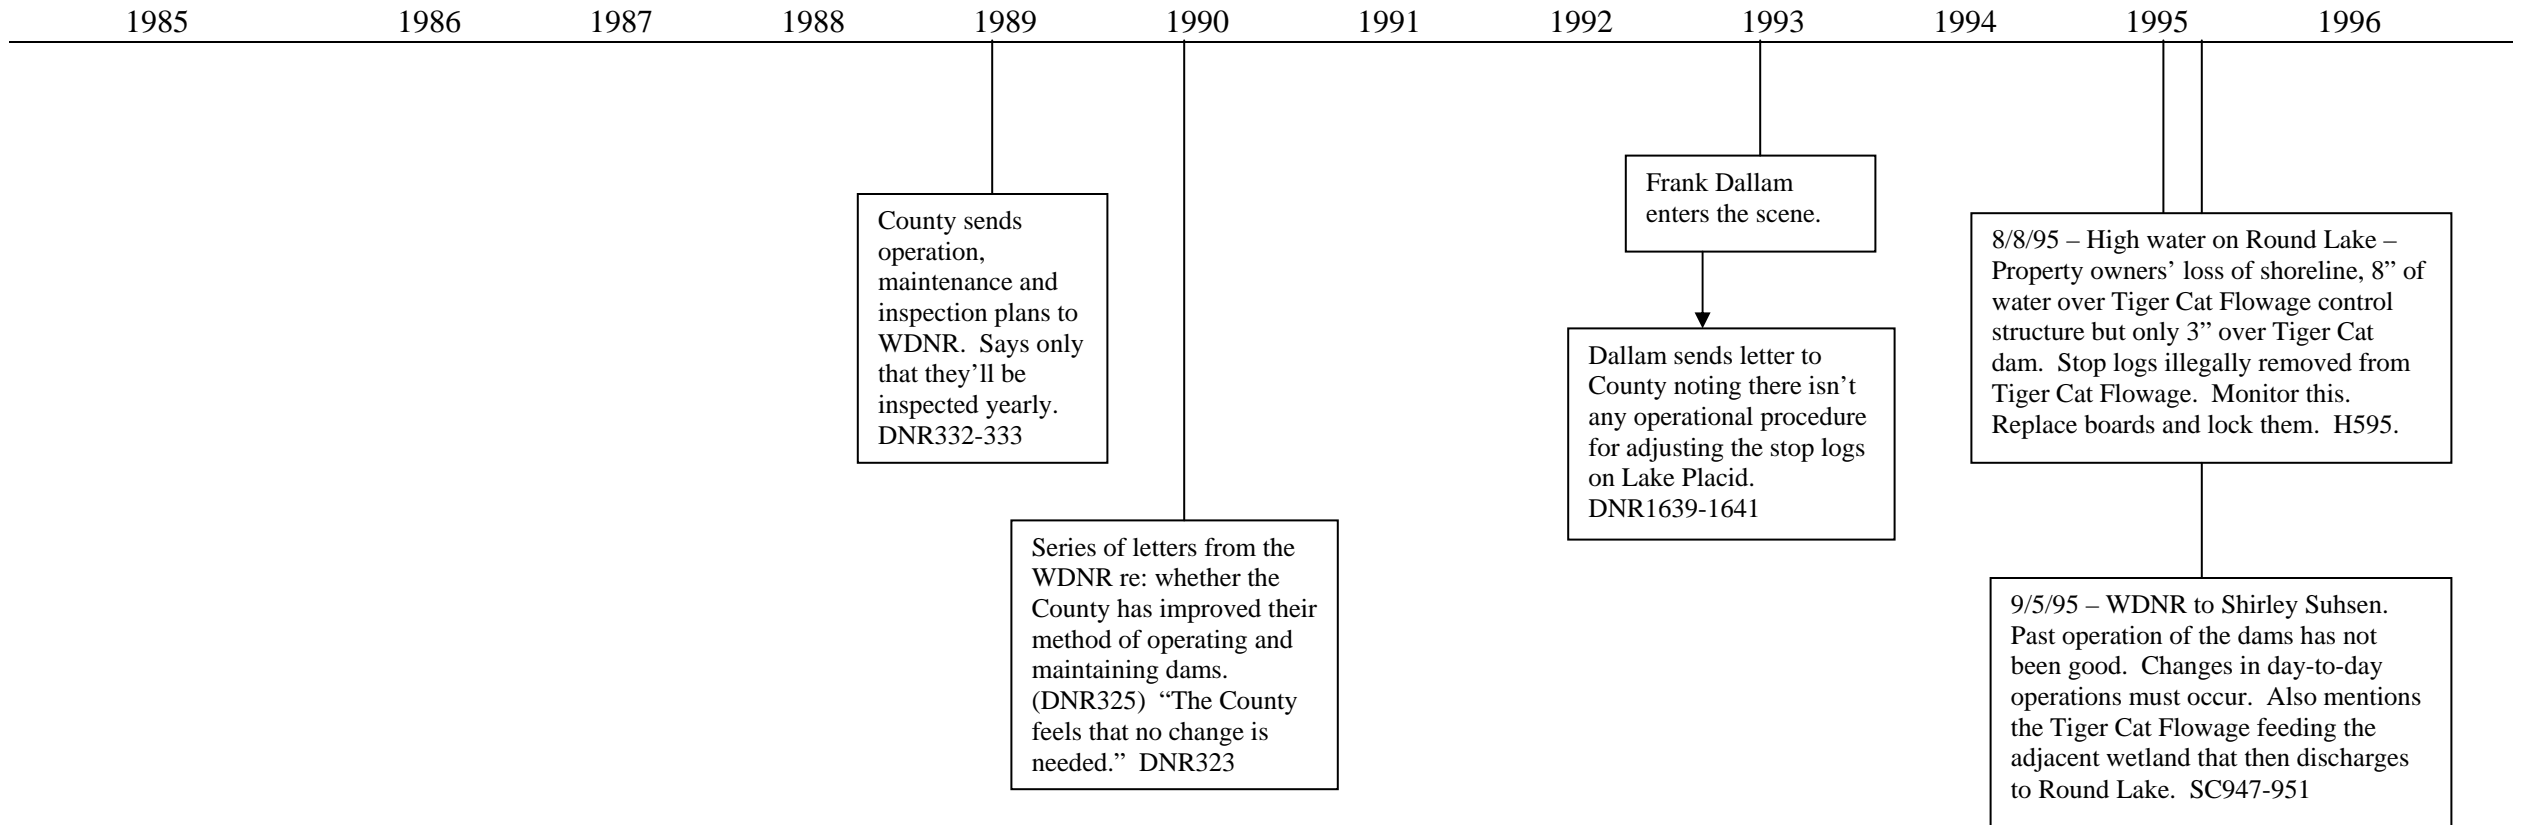 1985 1986 1987 1988 1989 1990 1991 1992 1993 1994 1995 1996
County sends
operation,
maintenance and
inspection plans to
WDNR.  Says only
that they’ll be
inspected yearly.
DNR332-333
Series of letters from the
WDNR re: whether the
County has improved their
method of operating and
maintaining dams.
(DNR325)  “The County
feels that no change is
needed.”  DNR323
Frank Dallam
enters the scene.
Dallam sends letter to
County noting there isn’t
any operational procedure
for adjusting the stop logs
on Lake Placid.
DNR1639-1641
8/8/95 – High water on Round Lake –
Property owners’ loss of shoreline, 8” of
water over Tiger Cat Flowage control
structure but only 3” over Tiger Cat
dam.  Stop logs illegally removed from
Tiger Cat Flowage.  Monitor this.
Replace boards and lock them.  H595.
9/5/95 – WDNR to Shirley Suhsen.
Past operation of the dams has not
been good.  Changes in day-to-day
operations must occur.  Also mentions
the Tiger Cat Flowage feeding the
adjacent wetland that then discharges
to Round Lake.  SC947-951